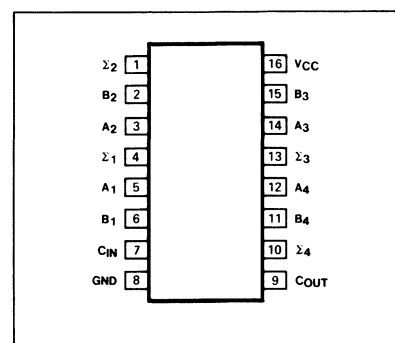 Σ2 1 16 VCC
B2 2 15 B3
A2 3 14 A3
Σ1 4 13 Σ3
A1 5 12 A4
B1 6 11 B4
CIN 7 10 Σ4
GND 8 9 COUT